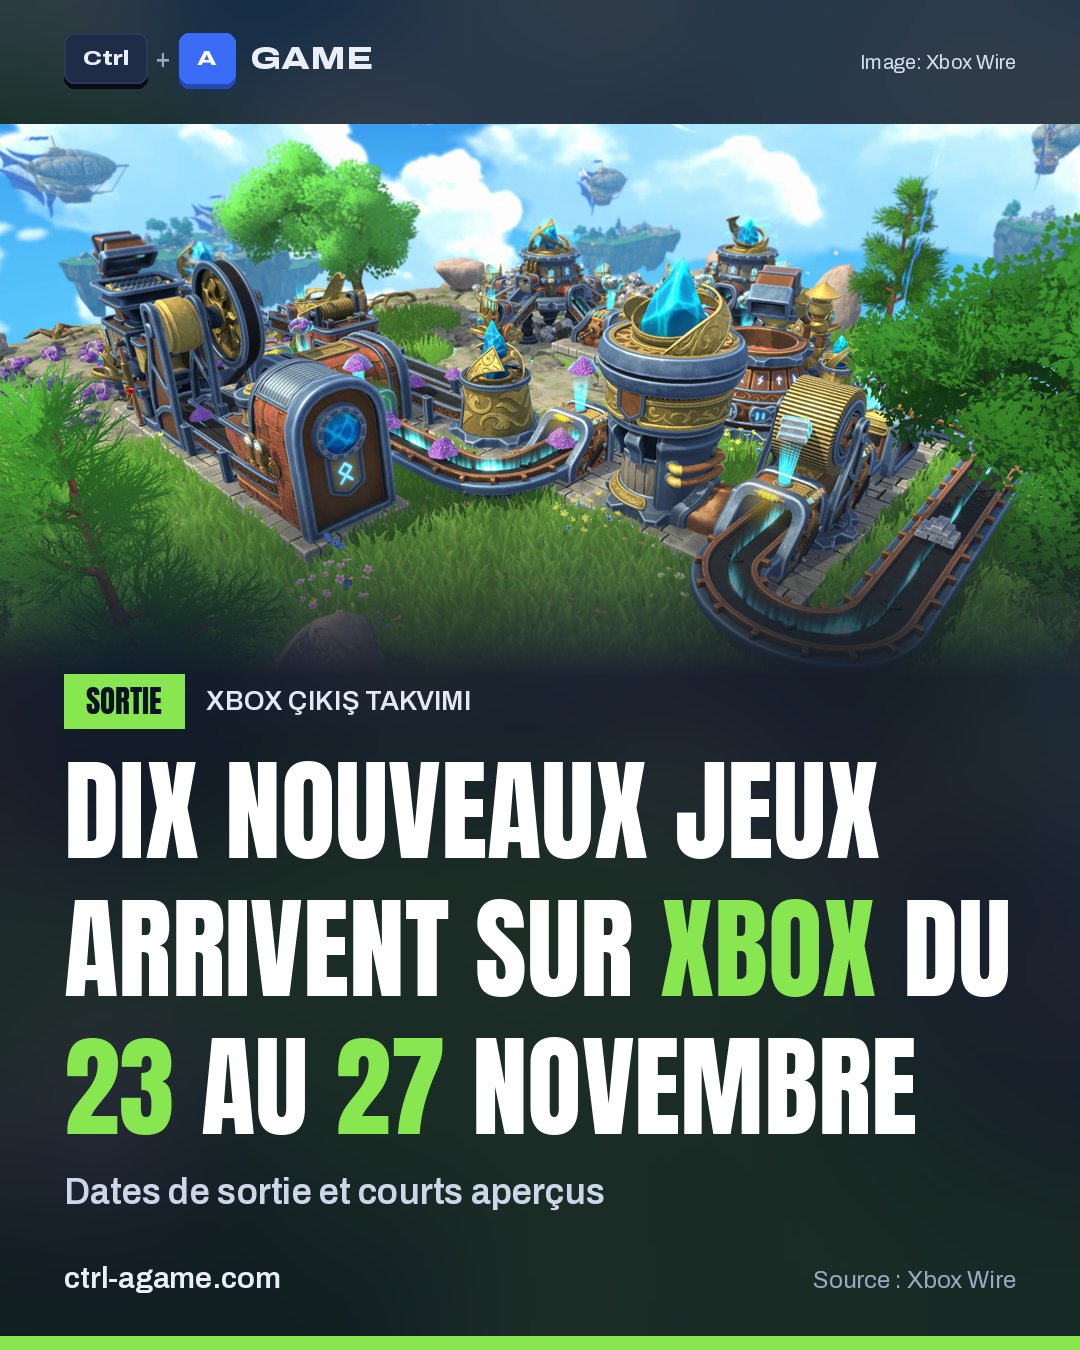 Ctrl + A GAME
Image: Xbox Wire
SORTIE XBOX ÇIKIŞ TAKVIMI
DIX NOUVEAUX JEUX
ARRIVENT SUR XBOX DU
23 AU 27 NOVEMBRE
Dates de sortie et courts aperçus
ctrl-agame.com
Source : Xbox Wire